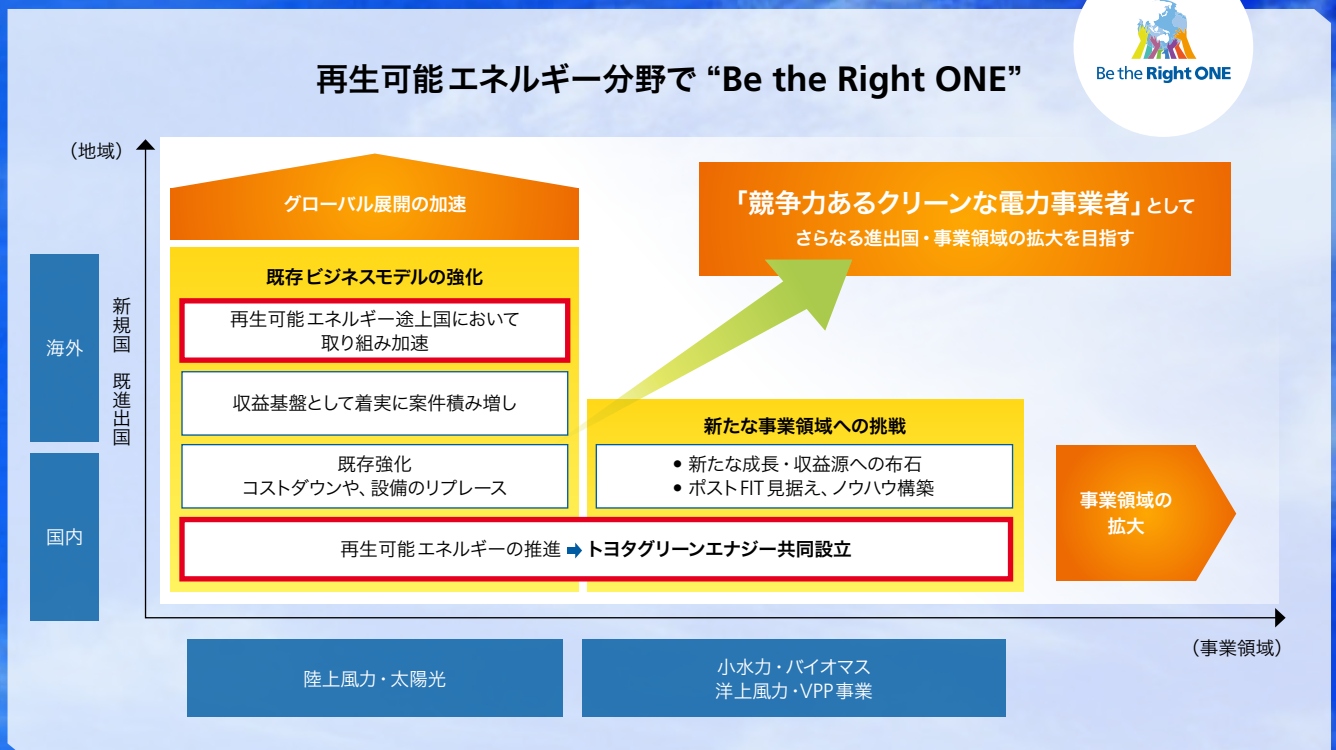 再生可能エネルギー分野で “Be the Right ONE”
Be the Right ONE
（地域）
グローバル展開の加速
「競争力あるクリーンな電力事業者」として
さらなる進出国・事業領域の拡大を目指す
海外
新規国 既進出国
既存ビジネスモデルの強化
再生可能エネルギー途上国において
取り組み加速
収益基盤として着実に案件積み増し
既存強化
コストダウンや、設備のリプレース
新たな事業領域への挑戦
• 新たな成長・収益源への布石
• ポストFIT見据え、ノウハウ構築
事業領域の
拡大
国内
再生可能エネルギーの推進 ➡ トヨタグリーンエナジー共同設立
（事業領域）
陸上風力・太陽光
小水力・バイオマス
洋上風力・VPP事業